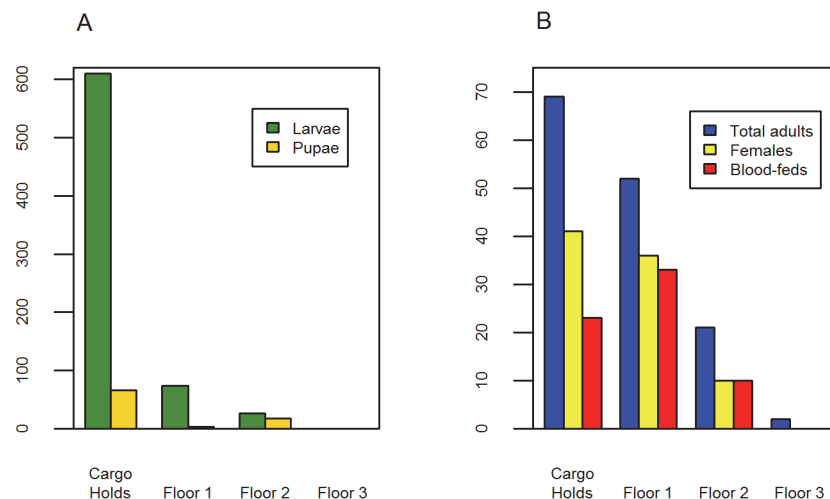 A
600
500
400
300
200
100
0
Larvae
Pupae
Cargo
Holds
Floor 1
Floor 2
Floor 3
B
70
60
50
40
30
20
10
0
Total adults
Females
Blood-feds
Cargo
Holds
Floor 1
Floor 2
Floor 3